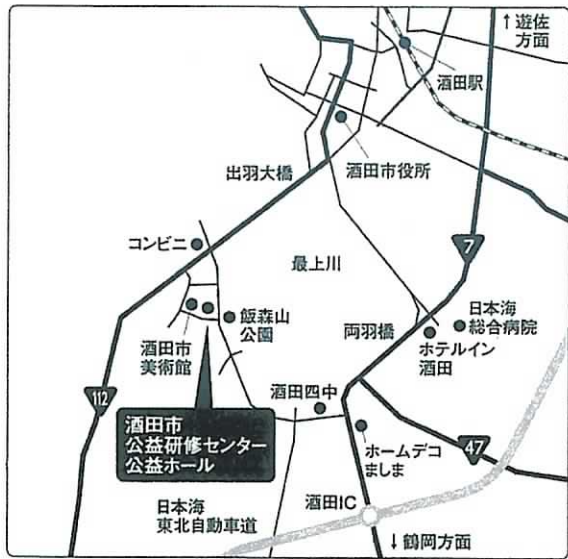 ↑遊佐
方面
酒田駅
酒田市役所
出羽大橋
コンビニ
最上川
7
飯森山
公園
両羽橋
日本海
総合病院
酒田市
美術館
ホテルイン
酒田
112
酒田四中
酒田市
公益研修センター
公益ホール
ホームデコ
ましま
47
日本海
東北自動車道
酒田IC
↓鶴岡方面